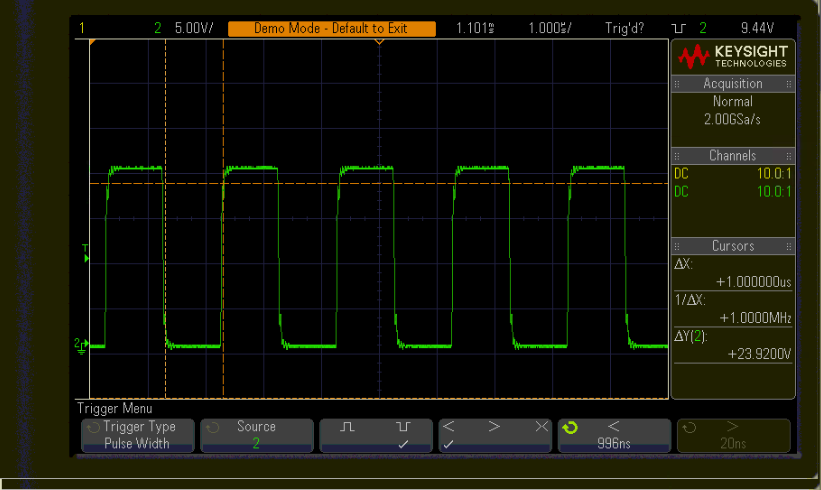 1 2 5.00V/ Demo Mode - Default to Exit 1.101s 1.000s/ Trig'd? 2 9.44V
KEYSIGHT
TECHNOLOGIES
Acquisition
Normal
2.00GSa/s
Channels
DC 10.0:1
DC 10.0:1
T
Cursors
ΔX:
+1.000000us
1/ΔX:
+1.0000MHz
2
ΔY(2):
+23.9200V
Trigger Menu
Trigger Type
Pulse Width
Source
2
< > ><
<
996ns
>
20ns